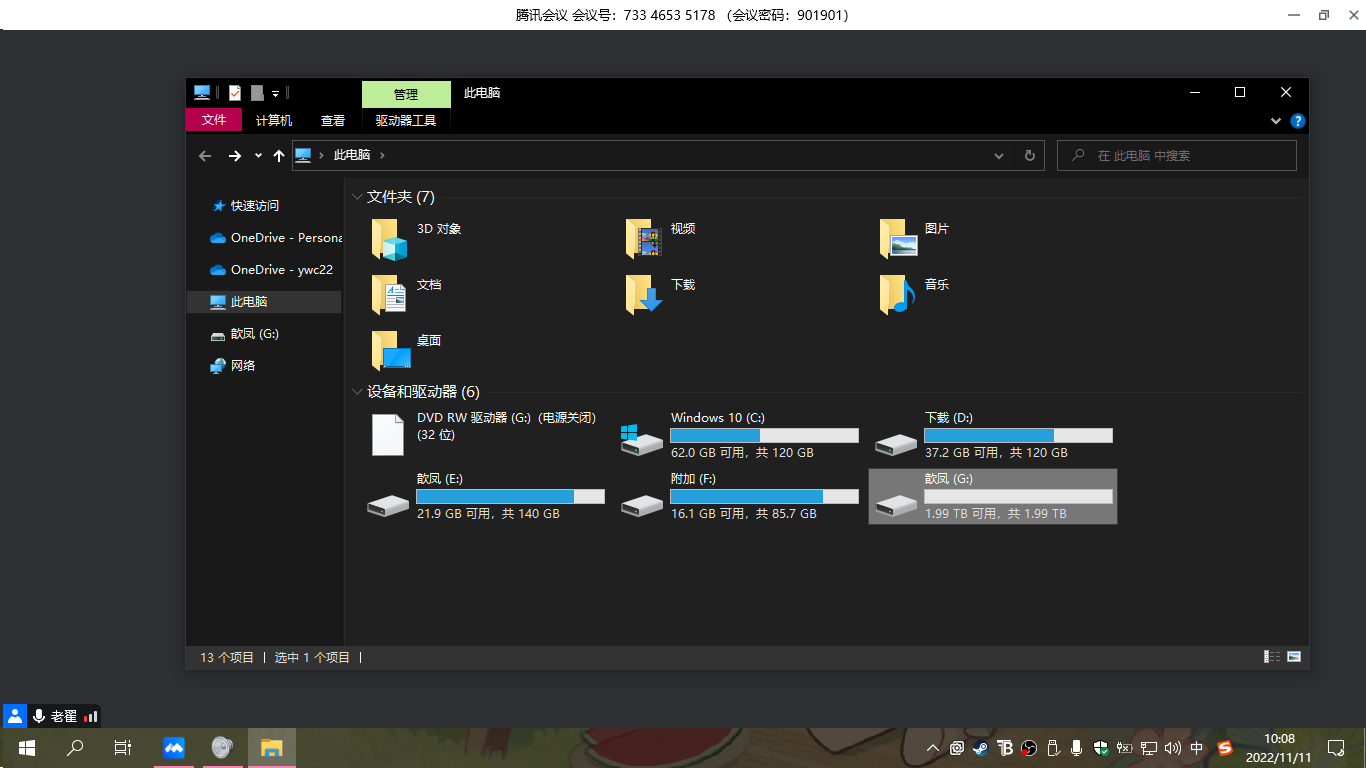 腾讯会议 会议号：733 4653 5178 （会议密码：901901）
管理
此电脑
文件
计算机
查看
驱动器工具
此电脑
在 此电脑 中搜索
快速访问
OneDrive - Persona
OneDrive - ywc22
此电脑
歆凤 (G:)
网络
文件夹 (7)
3D 对象
视频
图片
文档
下载
音乐
桌面
设备和驱动器 (6)
DVD RW 驱动器 (G:) （电源关闭）
(32 位)
Windows 10 (C:)
62.0 GB 可用，共 120 GB
下载 (D:)
37.2 GB 可用，共 120 GB
歆凤 (E:)
21.9 GB 可用，共 140 GB
附加 (F:)
16.1 GB 可用，共 85.7 GB
歆凤 (G:)
1.99 TB 可用，共 1.99 TB
13 个项目
选中 1 个项目
老翟
中
10:08
2022/11/11